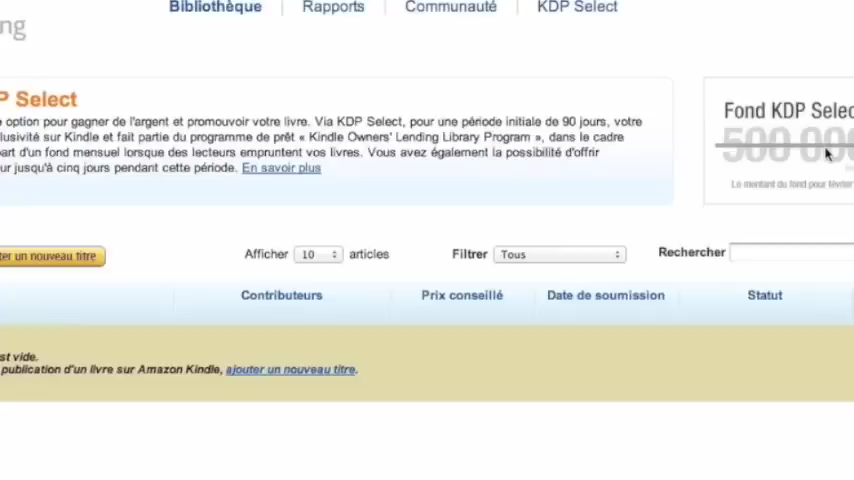 Bibliothèque Rapports Communauté KDP Select
ng
P Select
option pour gagner de l'argent et promouvoir votre livre. Via KDP Select, pour une période initiale de 90 jours, votre
lusivité sur Kindle et fait partie du programme de prêt « Kindle Owners' Lending Library Program », dans le cadre
art d'un fond mensuel lorsque des lecteurs empruntent vos livres. Vous avez également la possibilité d'offrir
ur jusqu'à cinq jours pendant cette période. En savoir plus
Fond KDP Selec
500 000
Le montant du fond pour février
ter un nouveau titre
Afficher 10 articles
Filtrer Tous
Rechercher
Contributeurs Prix conseillé Date de soumission Statut
st vide.
publication d'un livre sur Amazon Kindle, ajouter un nouveau titre.